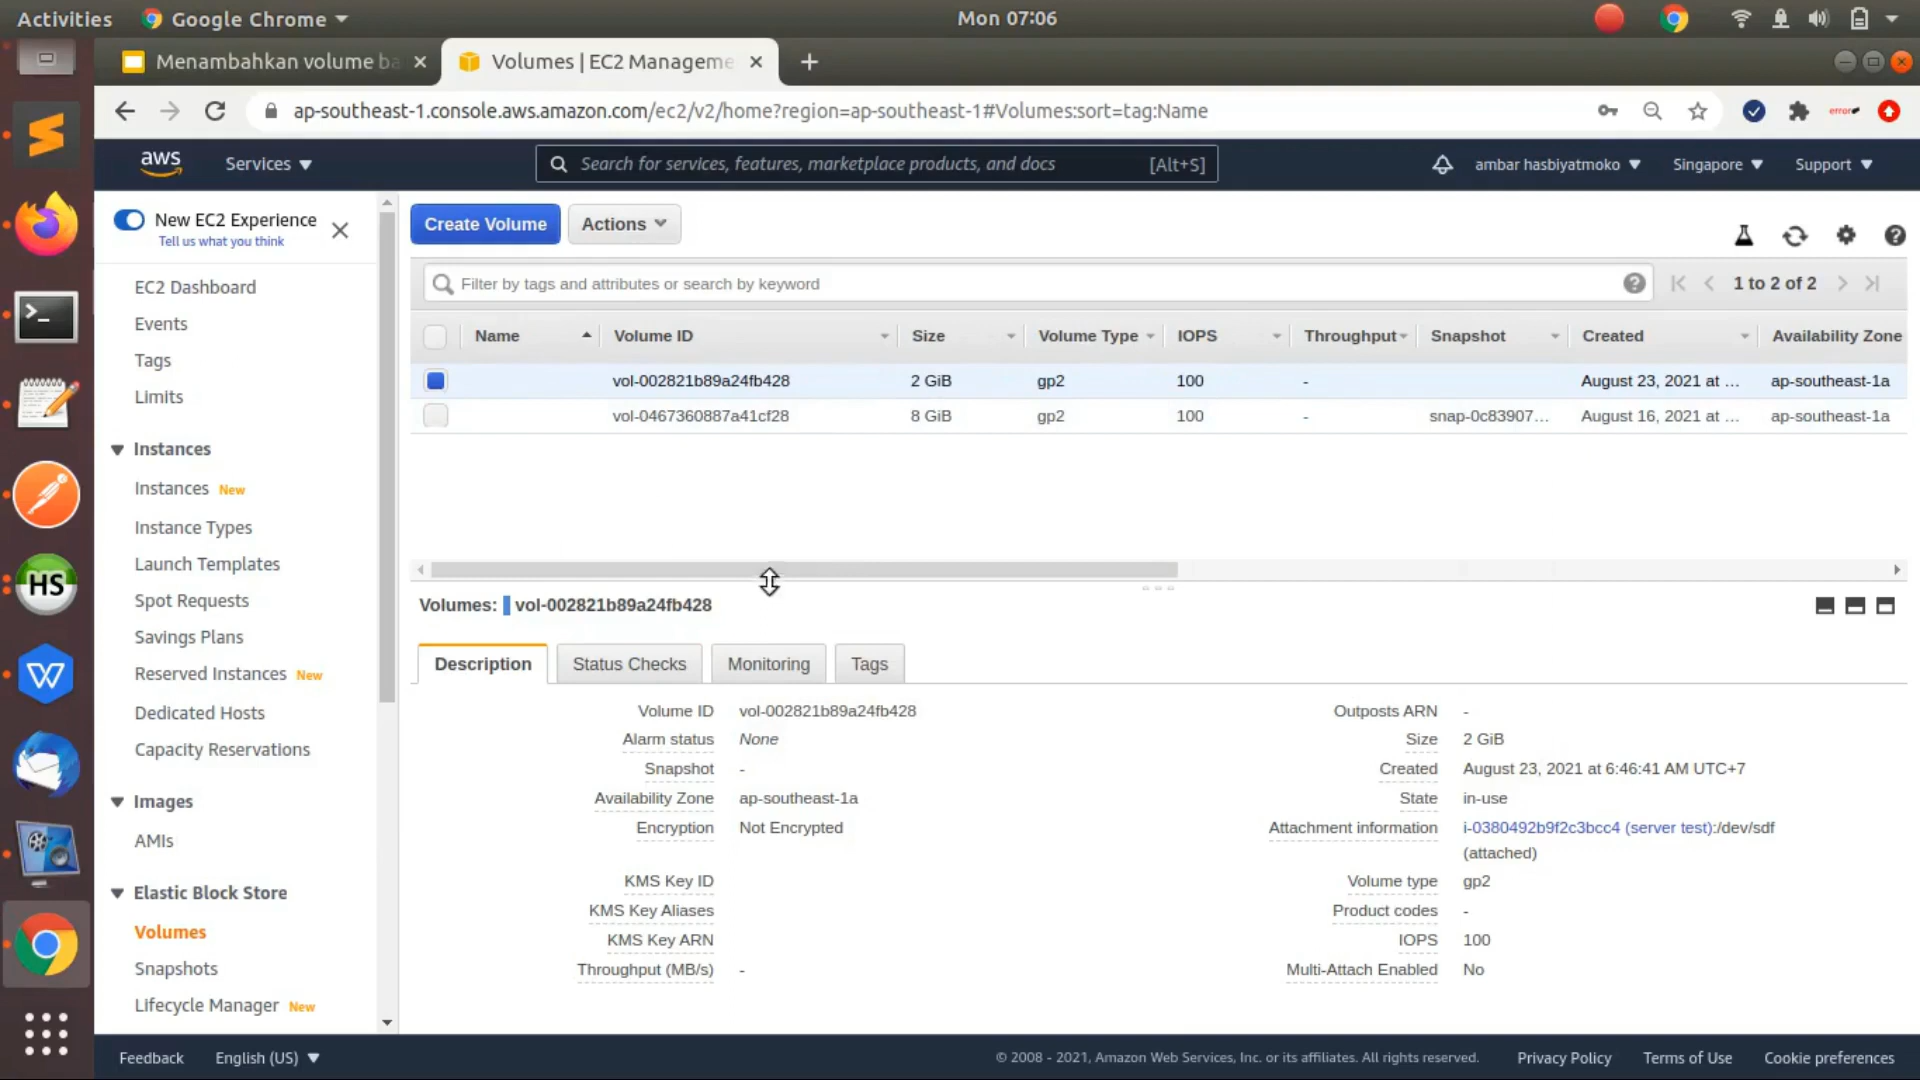 Activities
Google Chrome
Mon 07:06
Menambahkan volume ba
Volumes | EC2 Manageme
ap-southeast-1.console.aws.amazon.com/ec2/v2/home?region=ap-southeast-1#Volumes:sort=tag:Name
error
aws
Services
Search for services, features, marketplace products, and docs
[Alt+S]
ambar hasbiyatmoko
Singapore
Support
New EC2 Experience
Tell us what you think
EC2 Dashboard
Events
Tags
Limits
Instances
Instances New
Instance Types
Launch Templates
Spot Requests
Savings Plans
Reserved Instances New
Dedicated Hosts
Capacity Reservations
Images
AMIs
Elastic Block Store
Volumes
Snapshots
Lifecycle Manager New
HS
W
Create Volume
Actions
Filter by tags and attributes or search by keyword
1 to 2 of 2
Name Volume ID Size Volume Type IOPS Throughput Snapshot Created Availability Zone
vol-002821b89a24fb428 2 GiB gp2 100 - August 23, 2021 at ... ap-southeast-1a
vol-0467360887a41cf28 8 GiB gp2 100 - snap-0c83907... August 16, 2021 at ... ap-southeast-1a
Volumes: vol-002821b89a24fb428
Description
Status Checks
Monitoring
Tags
Volume ID vol-002821b89a24fb428
Alarm status None
Snapshot -
Availability Zone ap-southeast-1a
Encryption Not Encrypted
KMS Key ID
KMS Key Aliases
KMS Key ARN
Throughput (MB/s) -
Outposts ARN -
Size 2 GiB
Created August 23, 2021 at 6:46:41 AM UTC+7
State in-use
Attachment information i-0380492b9f2c3bcc4 (server test):/dev/sdf
(attached)
Volume type gp2
Product codes -
IOPS 100
Multi-Attach Enabled No
Feedback
English (US)
© 2008 - 2021, Amazon Web Services, Inc. or its affiliates. All rights reserved.
Privacy Policy
Terms of Use
Cookie preferences